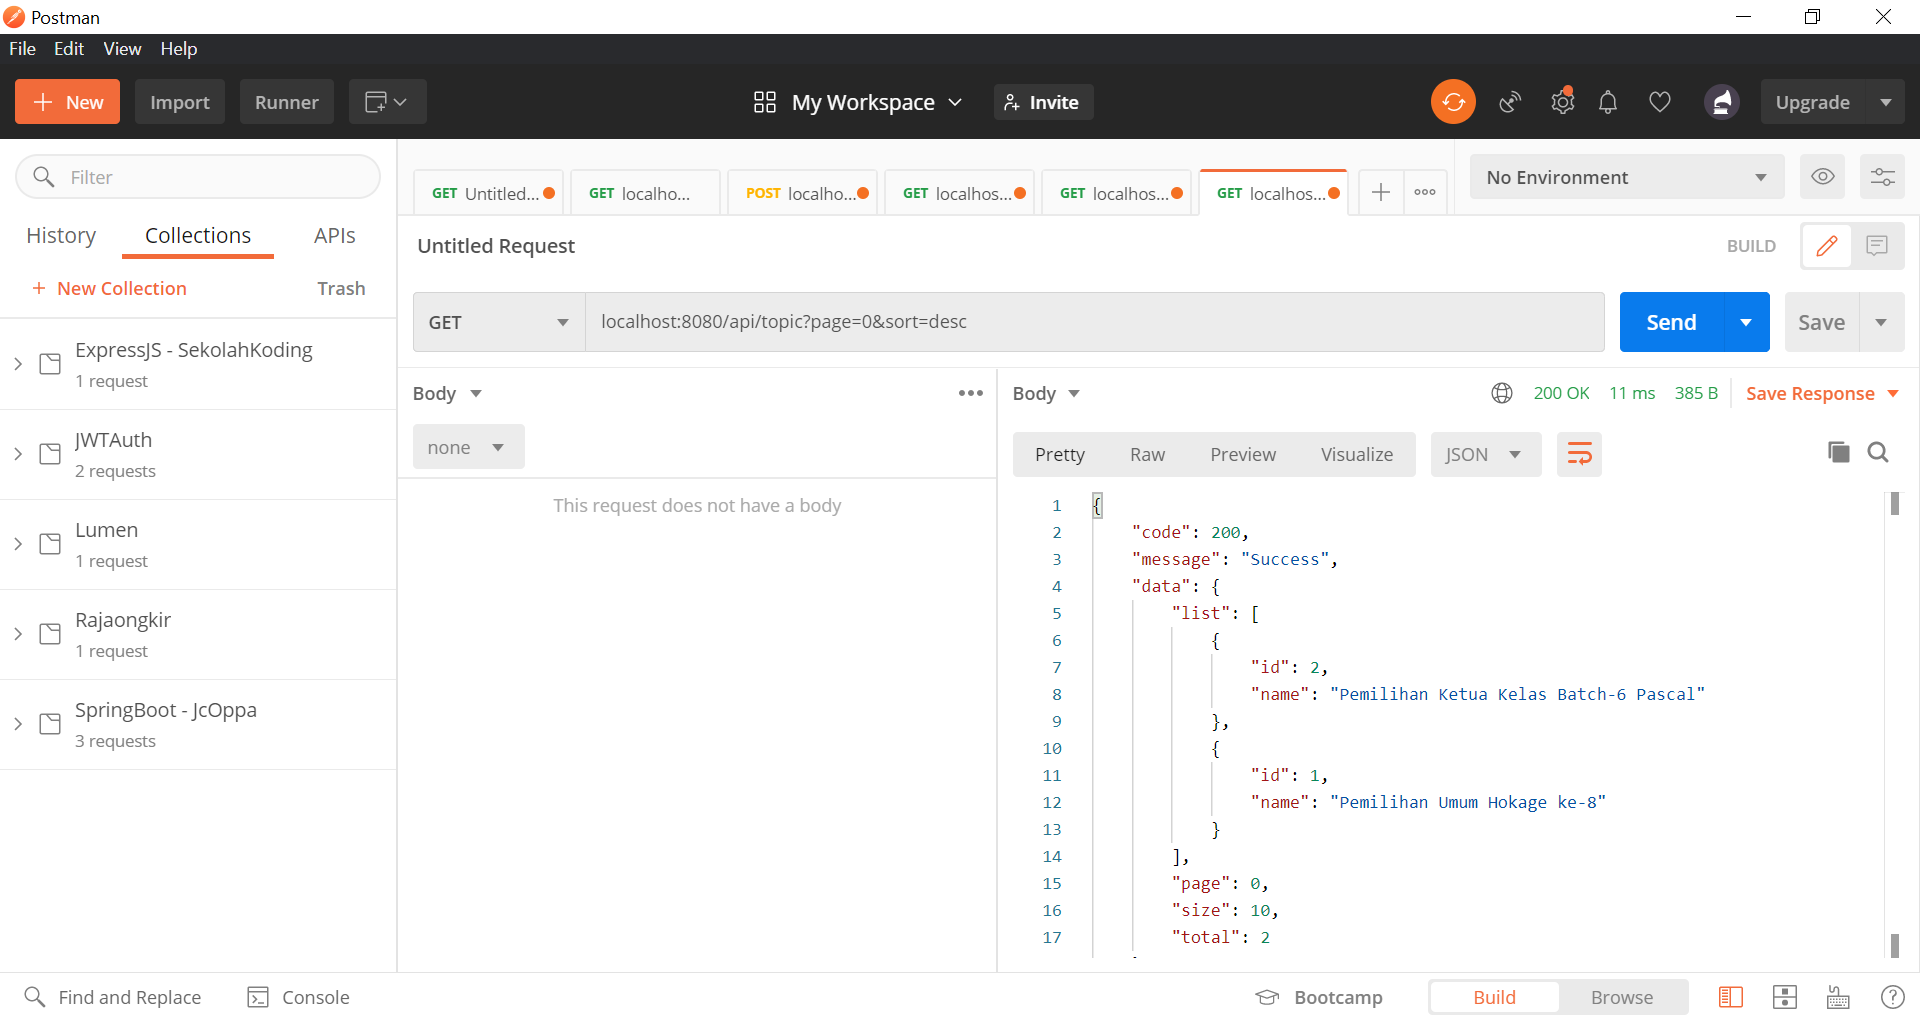 Postman
File Edit View Help
+ New Import Runner My Workspace Invite Upgrade
Filter
GET Untitled... GET localho... POST localho... GET localhos... GET localhos... GET localhos... No Environment
History Collections APIs
Untitled Request BUILD
+ New Collection Trash
GET localhost:8080/api/topic?page=0&sort=desc Send Save
ExpressJS - SekolahKoding
1 request
JWTAuth
2 requests
Lumen
1 request
Rajaongkir
1 request
SpringBoot - JcOppa
3 requests
Body
none
This request does not have a body
Body 200 OK 11 ms 385 B Save Response
Pretty Raw Preview Visualize JSON
1 {
2 "code": 200,
3 "message": "Success",
4 "data": {
5 "list": [
6 {
7 "id": 2,
8 "name": "Pemilihan Ketua Kelas Batch-6 Pascal"
9 },
10 {
11 "id": 1,
12 "name": "Pemilihan Umum Hokage ke-8"
13 }
14 ],
15 "page": 0,
16 "size": 10,
17 "total": 2
Find and Replace Console Bootcamp Build Browse